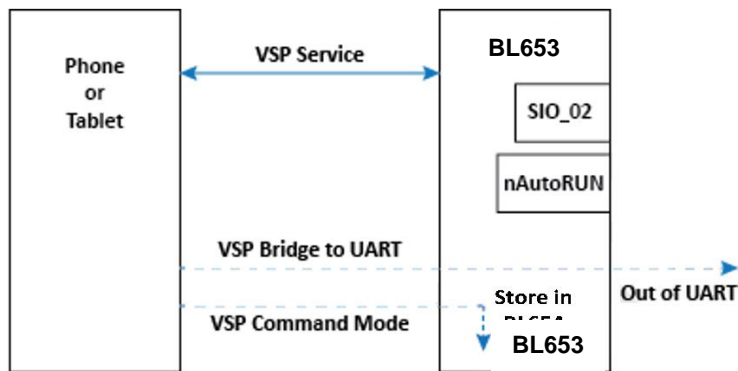 Phone
or
Tablet
VSP Service
BL653
SIO_02
nAutoRUN
VSP Bridge to UART
Out of UART
VSP Command Mode
Store in
BL653